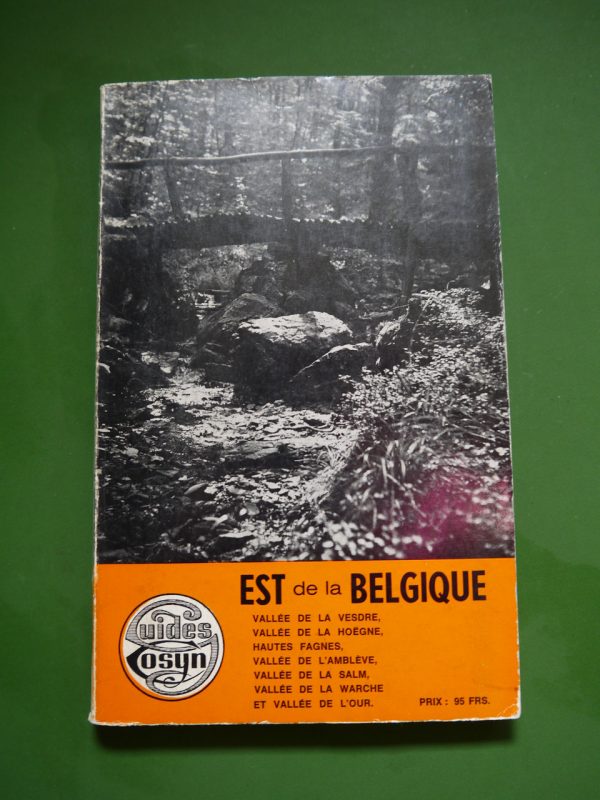 EST de la BELGIQUE
VALLÉE DE LA VESDRE,
VALLÉE DE LA HOËGNE,
HAUTES FAGNES,
VALLÉE DE L'AMBLÈVE,
VALLÉE DE LA SALM,
VALLÉE DE LA WARCHE
ET VALLÉE DE L'OUR.
PRIX : 95 FRS.
Guides
Cosyn